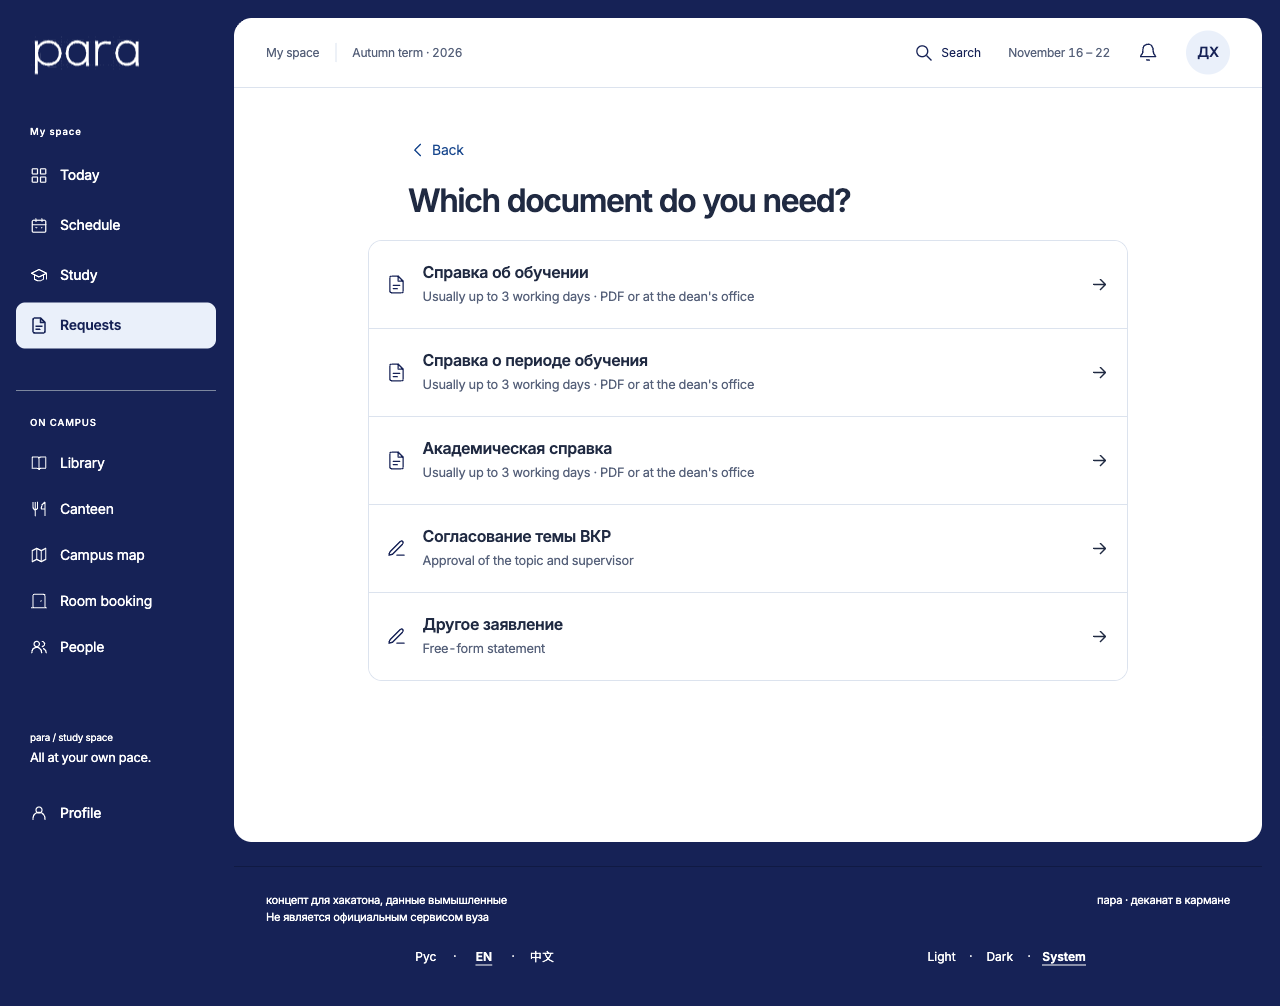 para
My space
Today
Schedule
Study
Requests
ON CAMPUS
Library
Canteen
Campus map
Room booking
People
para / study space
All at your own pace.
Profile
My space
Autumn term · 2026
Search
November 16 – 22
ДХ
Back
Which document do you need?
Справка об обучении
Usually up to 3 working days · PDF or at the dean's office
Справка о периоде обучения
Usually up to 3 working days · PDF or at the dean's office
Академическая справка
Usually up to 3 working days · PDF or at the dean's office
Согласование темы ВКР
Approval of the topic and supervisor
Другое заявление
Free-form statement
концепт для хакатона, данные вымышленные
Не является официальным сервисом вуза
пара · деканат в кармане
Рус · EN · 中文
Light · Dark · System